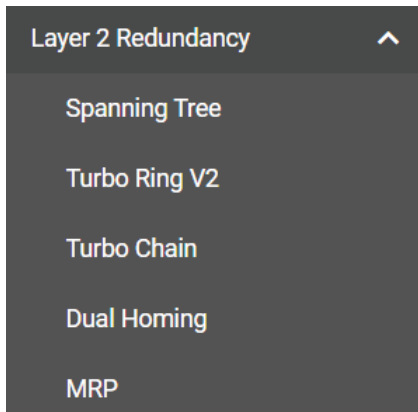 Layer 2 Redundancy
Spanning Tree
Turbo Ring V2
Turbo Chain
Dual Homing
MRP